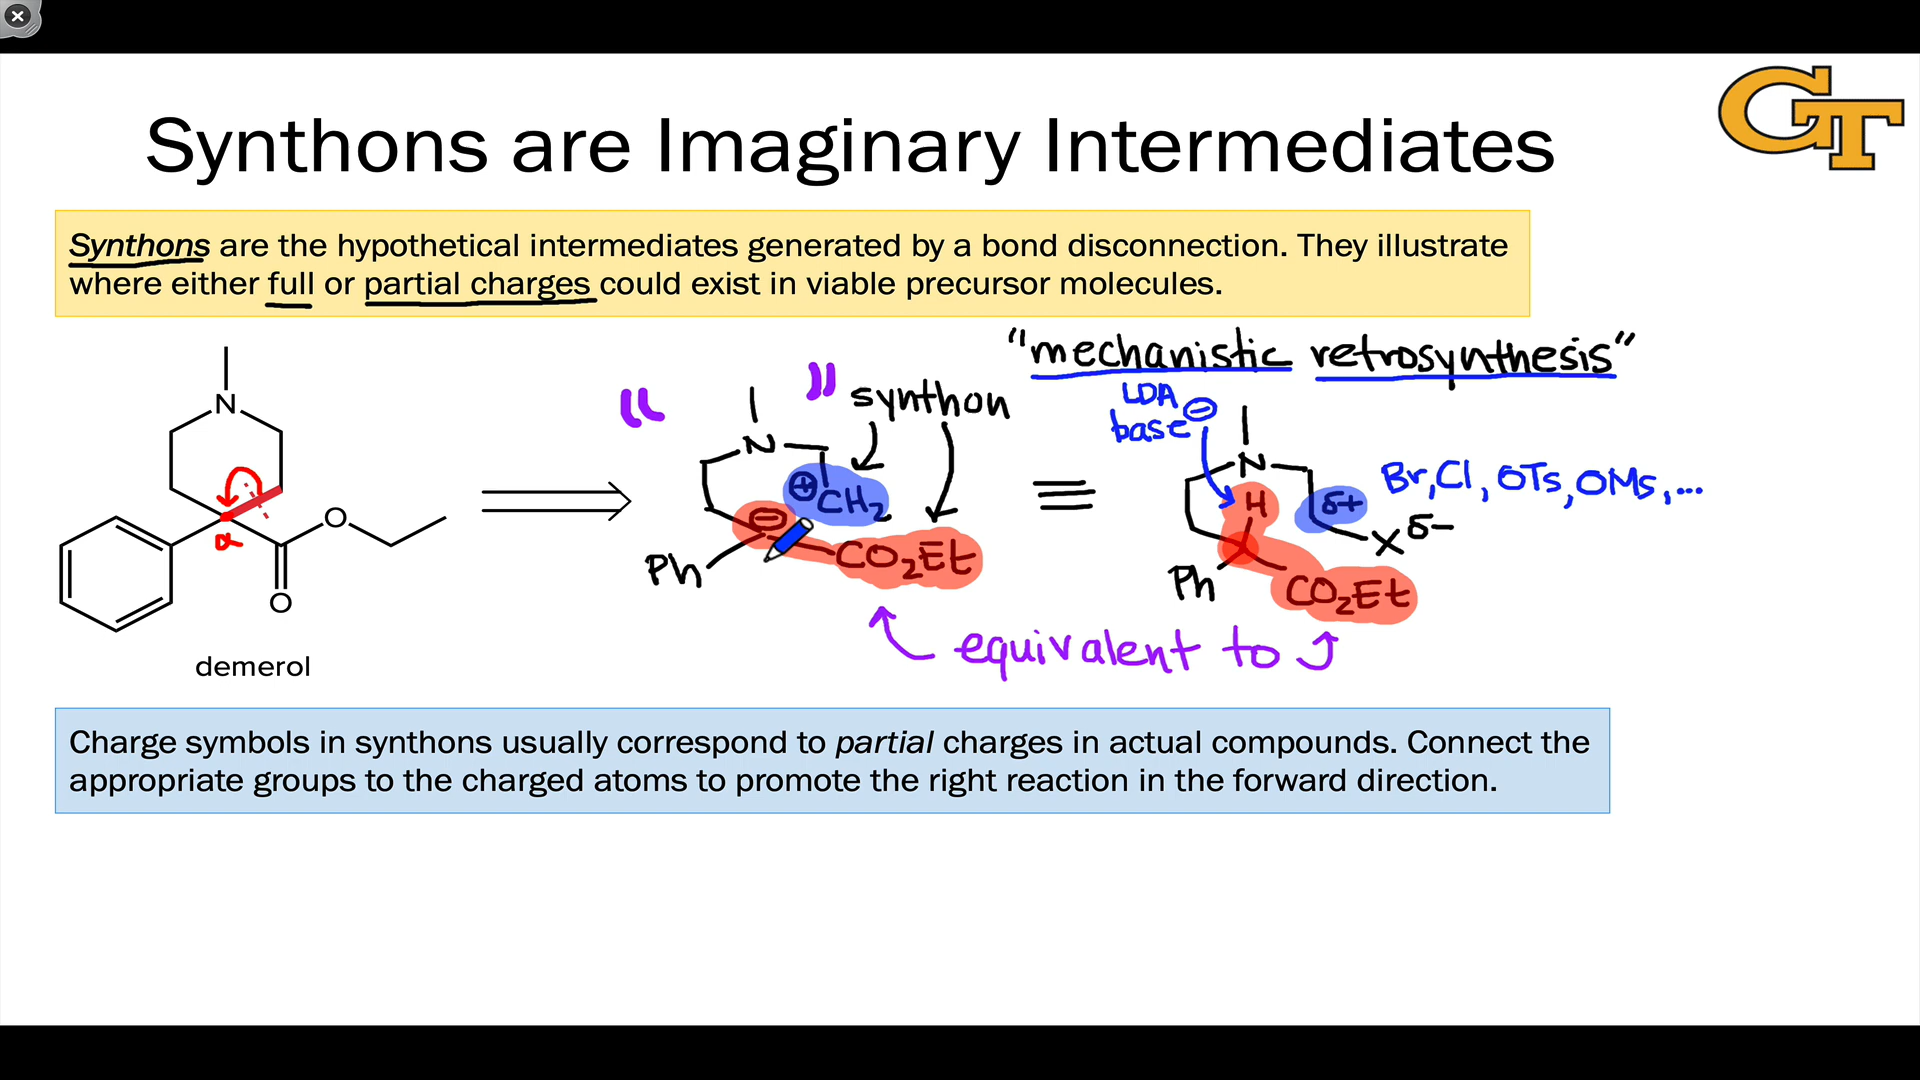 GT
Synthons are Imaginary Intermediates
Synthons are the hypothetical intermediates generated by a bond disconnection. They illustrate
where either full or partial charges could exist in viable precursor molecules.
"mechanistic retrosynthesis"
" " synthon
LDA
base ⊖
N
α
O
O
demerol
N
⊕ CH₂
⊖
Ph
CO₂Et
≡
N
H
δ+
Br, Cl, OTs, OMs, ...
X δ−
Ph
CO₂Et
equivalent to
Charge symbols in synthons usually correspond to partial charges in actual compounds. Connect the
appropriate groups to the charged atoms to promote the right reaction in the forward direction.